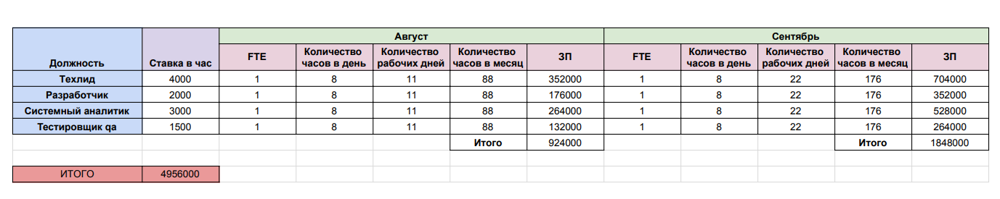 Август Сентябрь
Должность Ставка в час FTE Количество часов в день Количество рабочих дней Количество часов в месяц ЗП FTE Количество часов в день Количество рабочих дней Количество часов в месяц ЗП
Техлид 4000 1 8 11 88 352000 1 8 22 176 704000
Разработчик 2000 1 8 11 88 176000 1 8 22 176 352000
Системный аналитик 3000 1 8 11 88 264000 1 8 22 176 528000
Тестировщик qa 1500 1 8 11 88 132000 1 8 22 176 264000
Итого 924000 Итого 1848000
ИТОГО 4956000